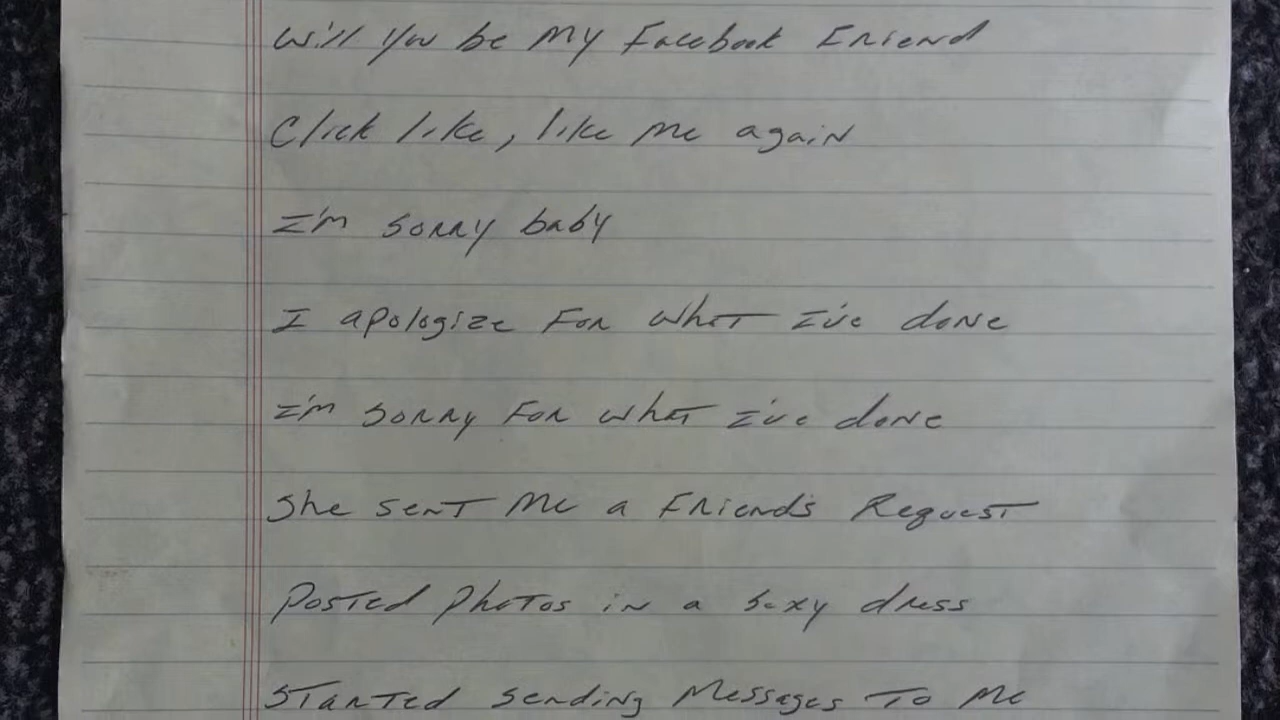 Will You be My Facebook Friend
Click like, like me again
I'm sorry baby
I apologize For what I've done
I'm sorry For what I've done
She sent Me a Friend's Request
Posted Photos in a sexy dress
Started sending Messages To Me